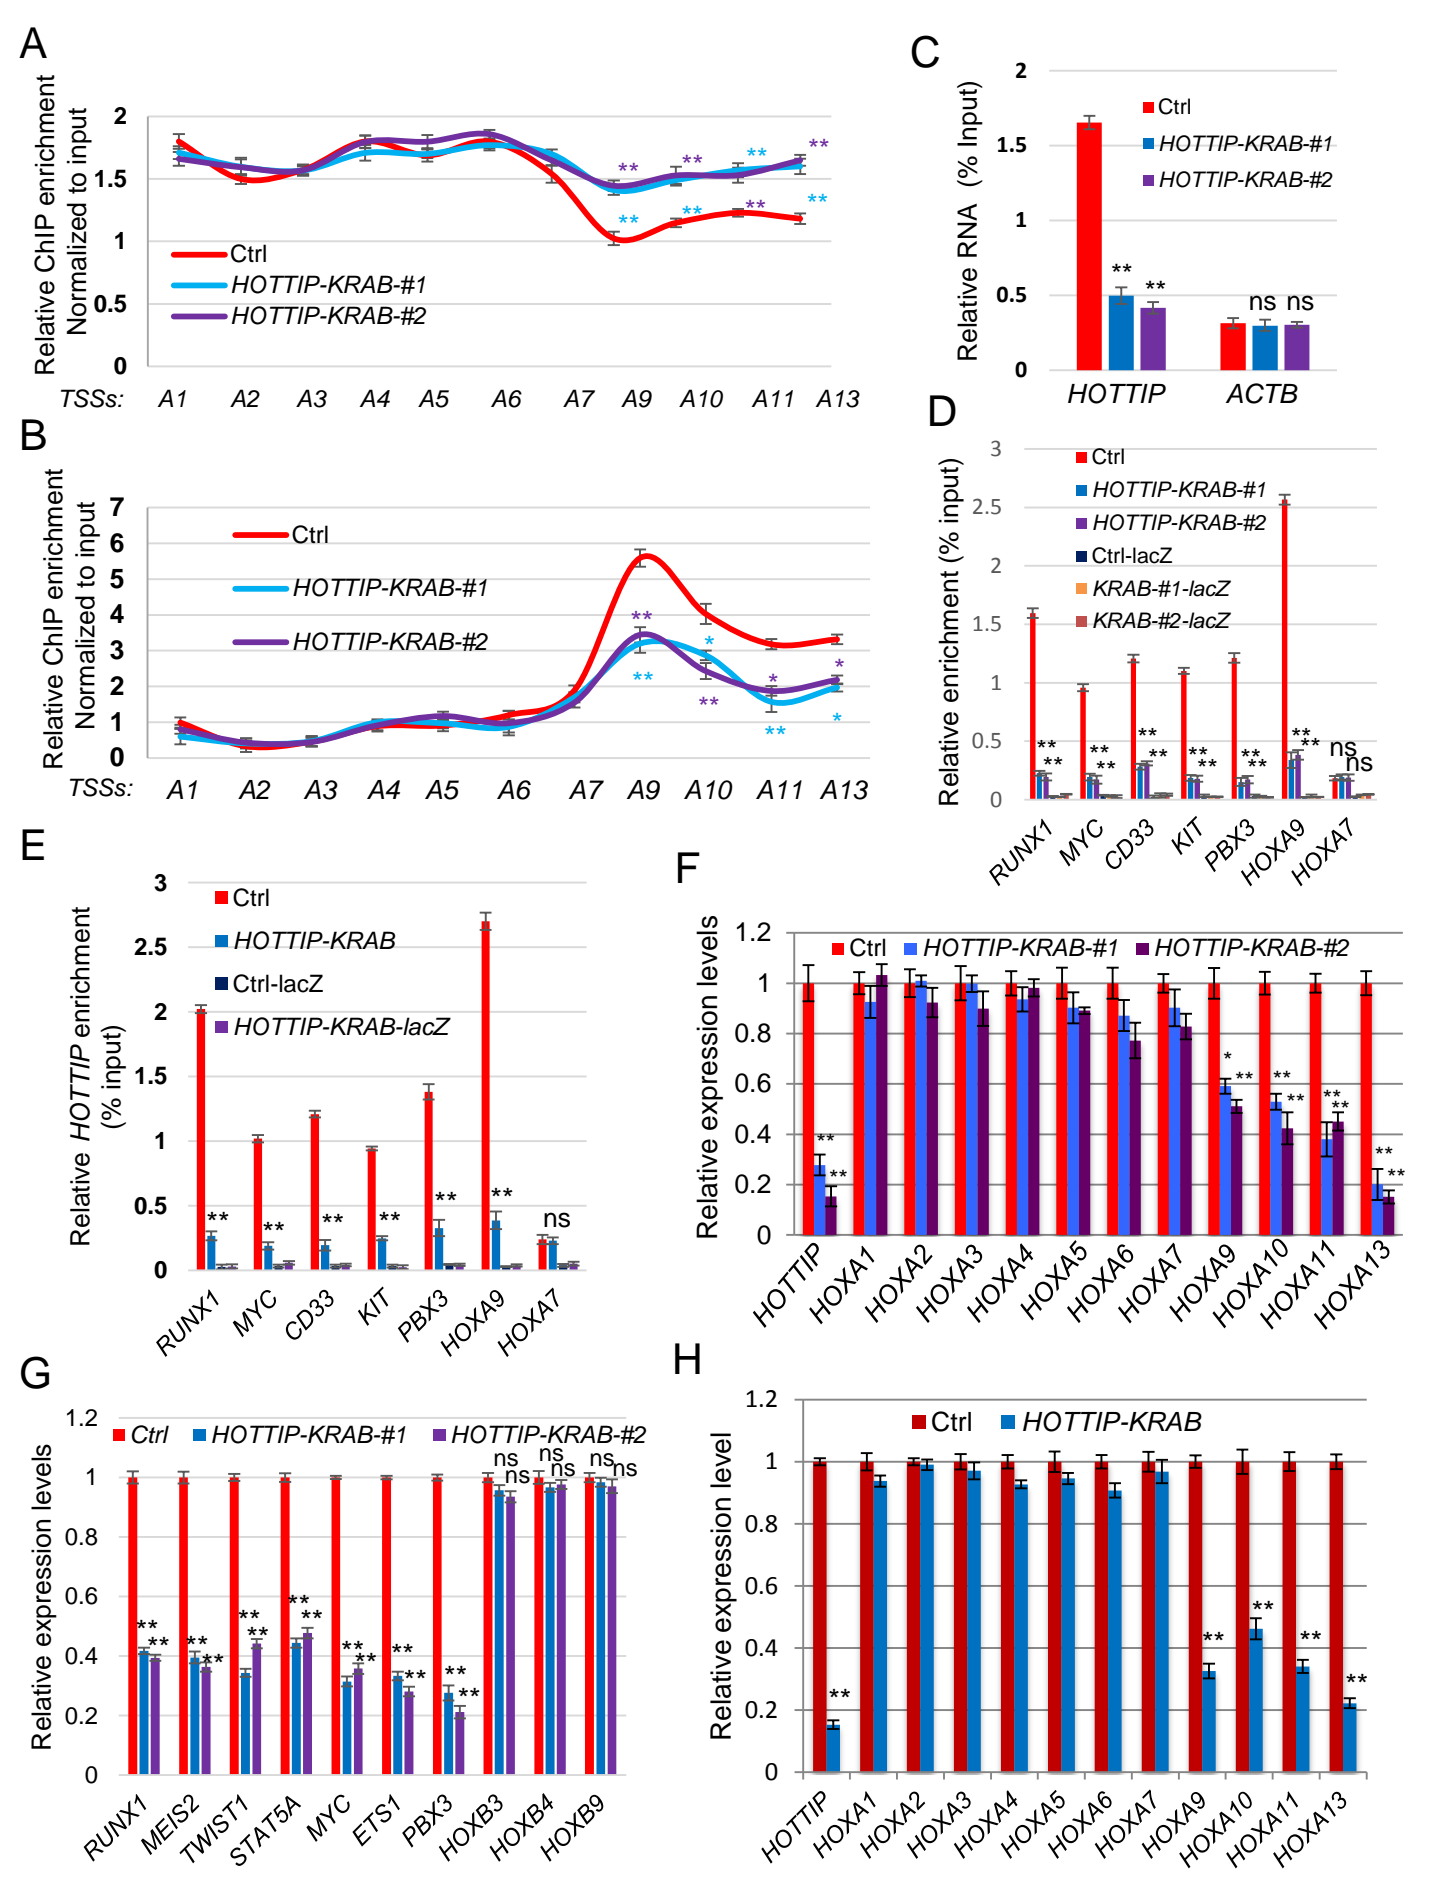 A
Relative ChIP enrichment
Normalized to input
2
1.5
1
0.5
0
** ** ** **
** ** ** **
Ctrl
HOTTIP-KRAB-#1
HOTTIP-KRAB-#2
TSSs: A1 A2 A3 A4 A5 A6 A7 A9 A10 A11 A13
B
Relative ChIP enrichment
Normalized to input
7
6
5
4
3
2
1
0
Ctrl
HOTTIP-KRAB-#1
HOTTIP-KRAB-#2
** * * *
** ** ** *
TSSs: A1 A2 A3 A4 A5 A6 A7 A9 A10 A11 A13
C
Relative RNA (% Input)
2
1.5
1
0.5
0
Ctrl
HOTTIP-KRAB-#1
HOTTIP-KRAB-#2
** ** ns ns
HOTTIP ACTB
D
Relative enrichment (% input)
3
2.5
2
1.5
1
0.5
0
Ctrl
HOTTIP-KRAB-#1
HOTTIP-KRAB-#2
Ctrl-lacZ
KRAB-#1-lacZ
KRAB-#2-lacZ
** ** ** ** ** ** ns
** ** ** ** ** ** ns
RUNX1 MYC CD33 KIT PBX3 HOXA9 HOXA7
E
Relative HOTTIP enrichment
(% input)
3
2.5
2
1.5
1
0.5
0
Ctrl
HOTTIP-KRAB
Ctrl-lacZ
HOTTIP-KRAB-lacZ
** ** ** ** ** ** ns
RUNX1 MYC CD33 KIT PBX3 HOXA9 HOXA7
F
Relative expression levels
1.2
1
0.8
0.6
0.4
0.2
0
Ctrl HOTTIP-KRAB-#1 HOTTIP-KRAB-#2
** * ** ** **
** ** ** ** **
HOTTIP HOXA1 HOXA2 HOXA3 HOXA4 HOXA5 HOXA6 HOXA7 HOXA9 HOXA10 HOXA11 HOXA13
G
Relative expression levels
1.2
1
0.8
0.6
0.4
0.2
0
Ctrl HOTTIP-KRAB-#1 HOTTIP-KRAB-#2
** ** ** ** ** ** ** ns ns ns
** ** ** ** ** ** ** ns ns ns
RUNX1 MEIS2 TWIST1 STAT5A MYC ETS1 PBX3 HOXB3 HOXB4 HOXB9
H
Relative expression level
1.2
1
0.8
0.6
0.4
0.2
0
Ctrl HOTTIP-KRAB
** ** ** ** **
HOTTIP HOXA1 HOXA2 HOXA3 HOXA4 HOXA5 HOXA6 HOXA7 HOXA9 HOXA10 HOXA11 HOXA13